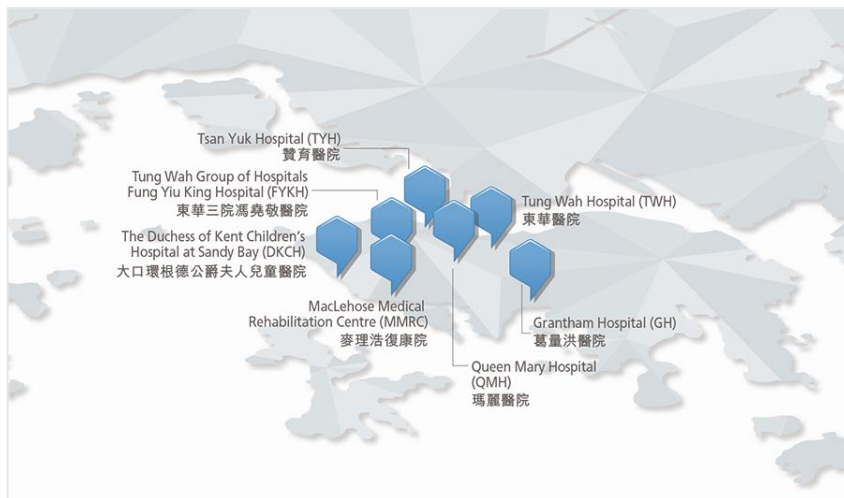 Tsan Yuk Hospital (TYH)
贊育醫院
Tung Wah Group of Hospitals
Fung Yiu King Hospital (FYKH)
東華三院馮堯敬醫院
The Duchess of Kent Children's
Hospital at Sandy Bay (DKCH)
大口環根德公爵夫人兒童醫院
MacLehose Medical
Rehabilitation Centre (MMRC)
麥理浩復康院
Tung Wah Hospital (TWH)
東華醫院
Grantham Hospital (GH)
葛量洪醫院
Queen Mary Hospital
(QMH)
瑪麗醫院